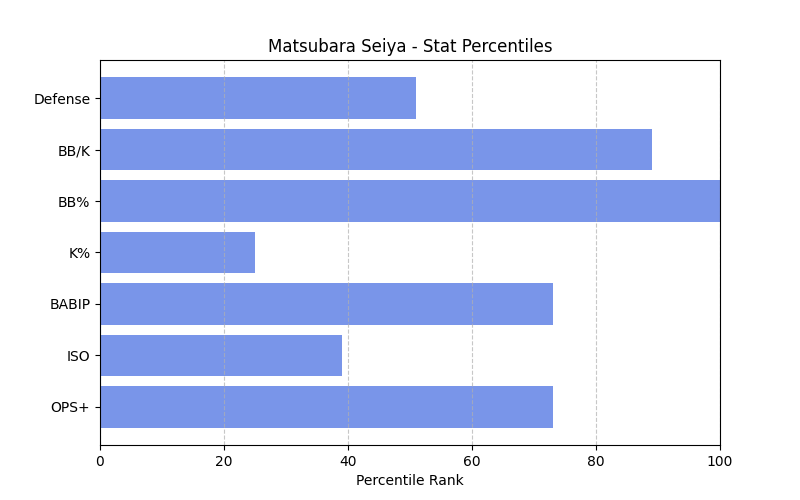 Matsubara Seiya - Stat Percentiles
Defense
BB/K
BB%
K%
BABIP
ISO
OPS+
0 20 40 60 80 100
Percentile Rank